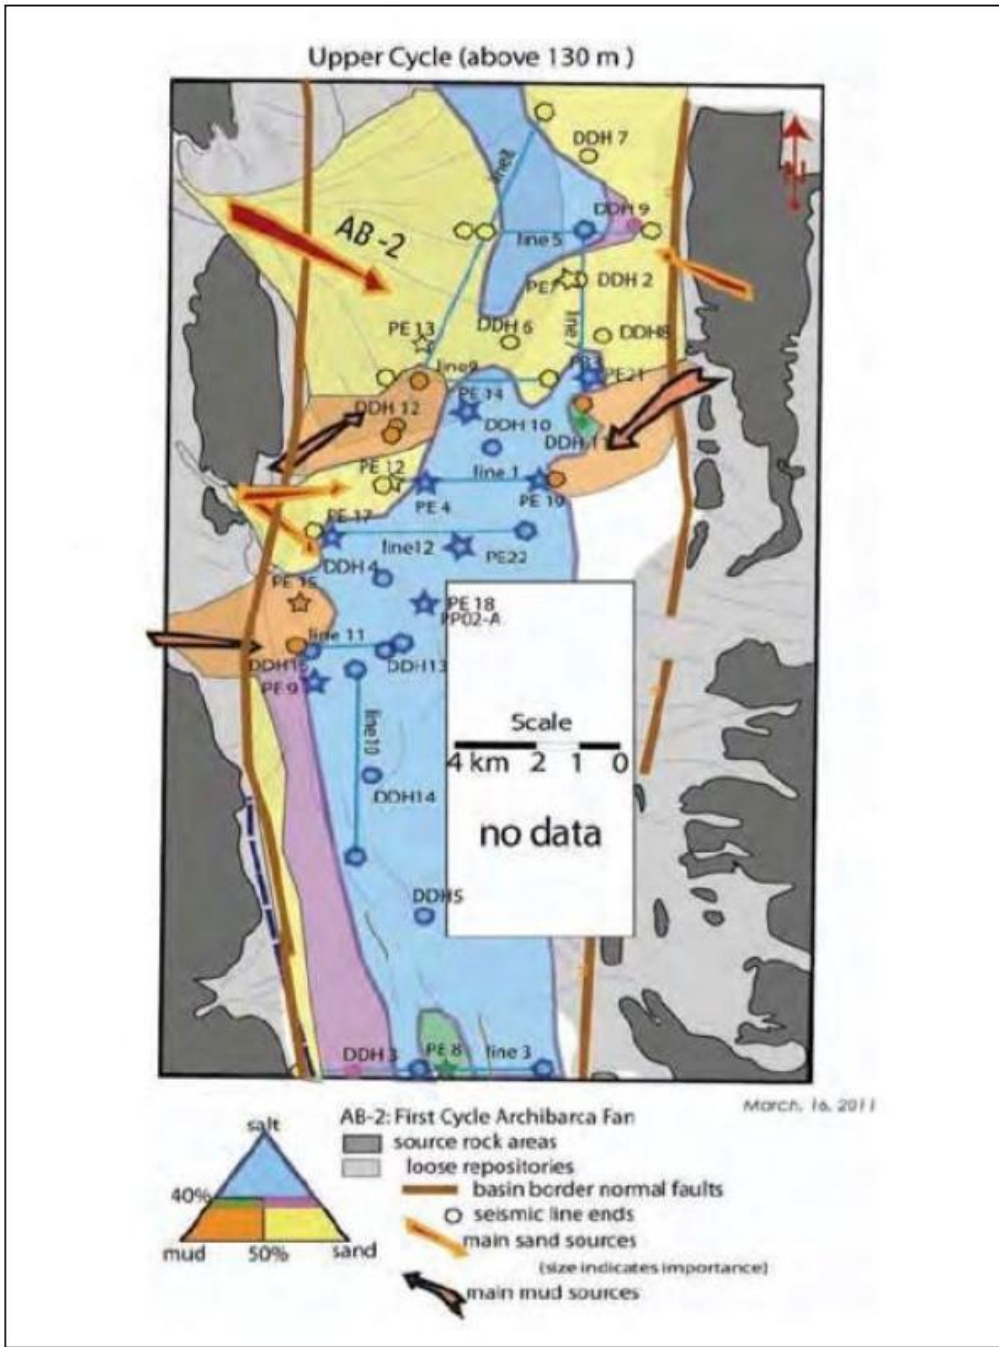 Upper Cycle (above 130 m )
N
DDH 7
line8
DDH 9
AB -2
line 5
DDH 2
PE7
line 7
PE 13
DDH 6
DDH8
line9
PE21
PE 14
DDH 12
DDH 10
DDH 11
PE 12
line 1
PE 4
PE 19
PE 17
line12
PE22
DDH 4
PE 18
PP02-A
line 11
DDH13
PE 9
line10
DDH14
DDH5
Scale
4 km 2 1 0
no data
DDH 3
PE 8
line 3
March, 16, 2011
AB-2: First Cycle Archibarca Fan
salt
source rock areas
loose repositories
40%
basin border normal faults
seismic line ends
main sand sources
mud 50% sand
(size indicates importance)
main mud sources